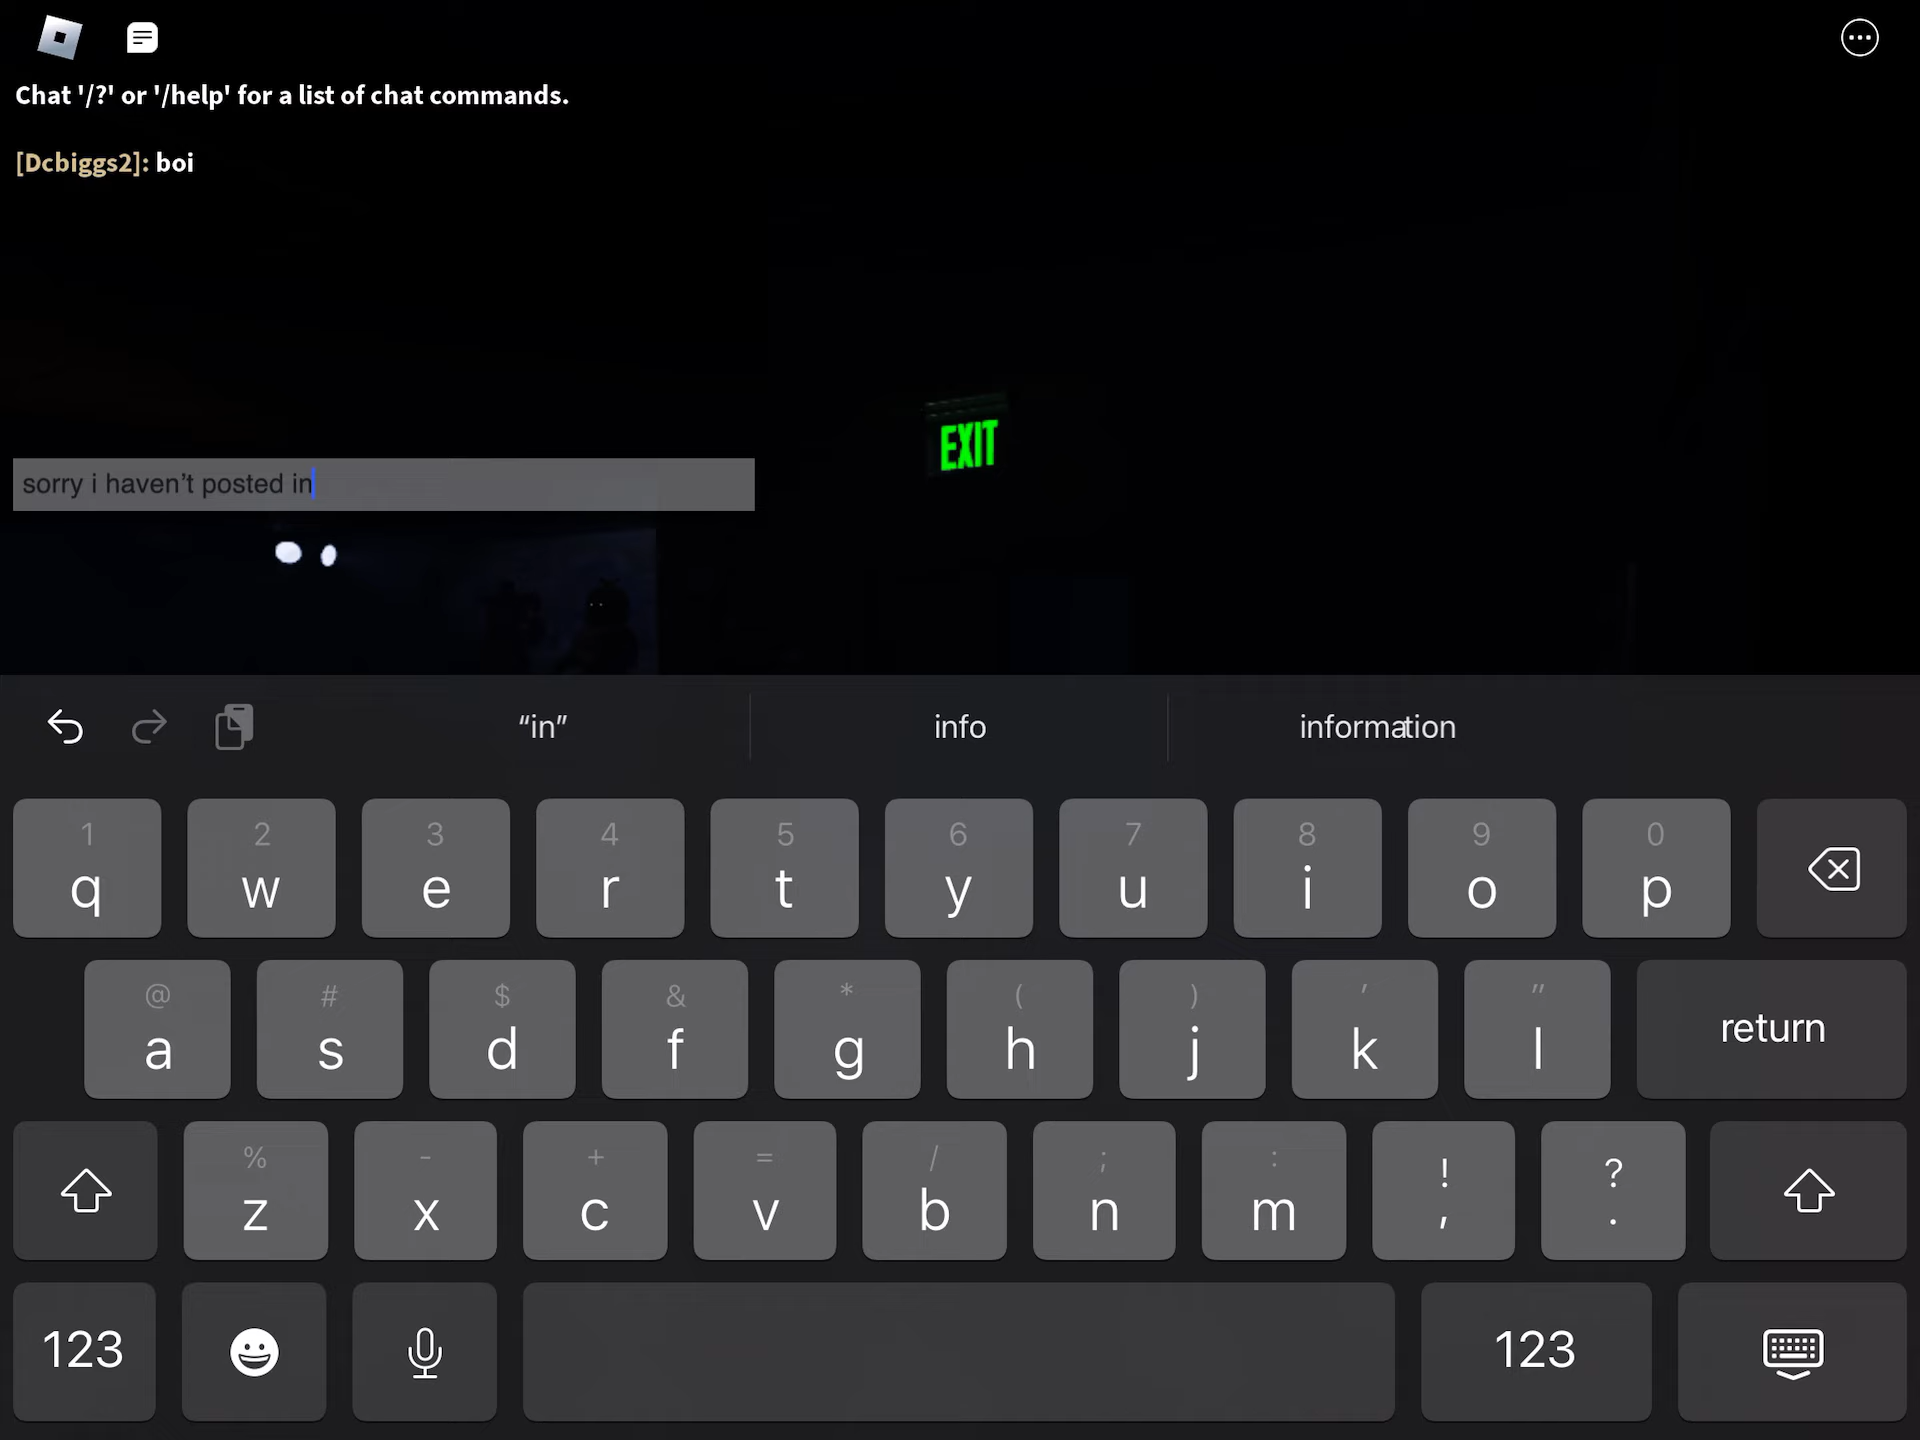 Chat '/?' or '/help' for a list of chat commands.
[Dcbiggs2]: boi
EXIT
sorry i haven’t posted in
“in” info information
1 2 3 4 5 6 7 8 9 0
q w e r t y u i o p
@ # $ & * ( ) ' "
a s d f g h j k l return
% - + = / ; : ! ?
z x c v b n m , .
123 123